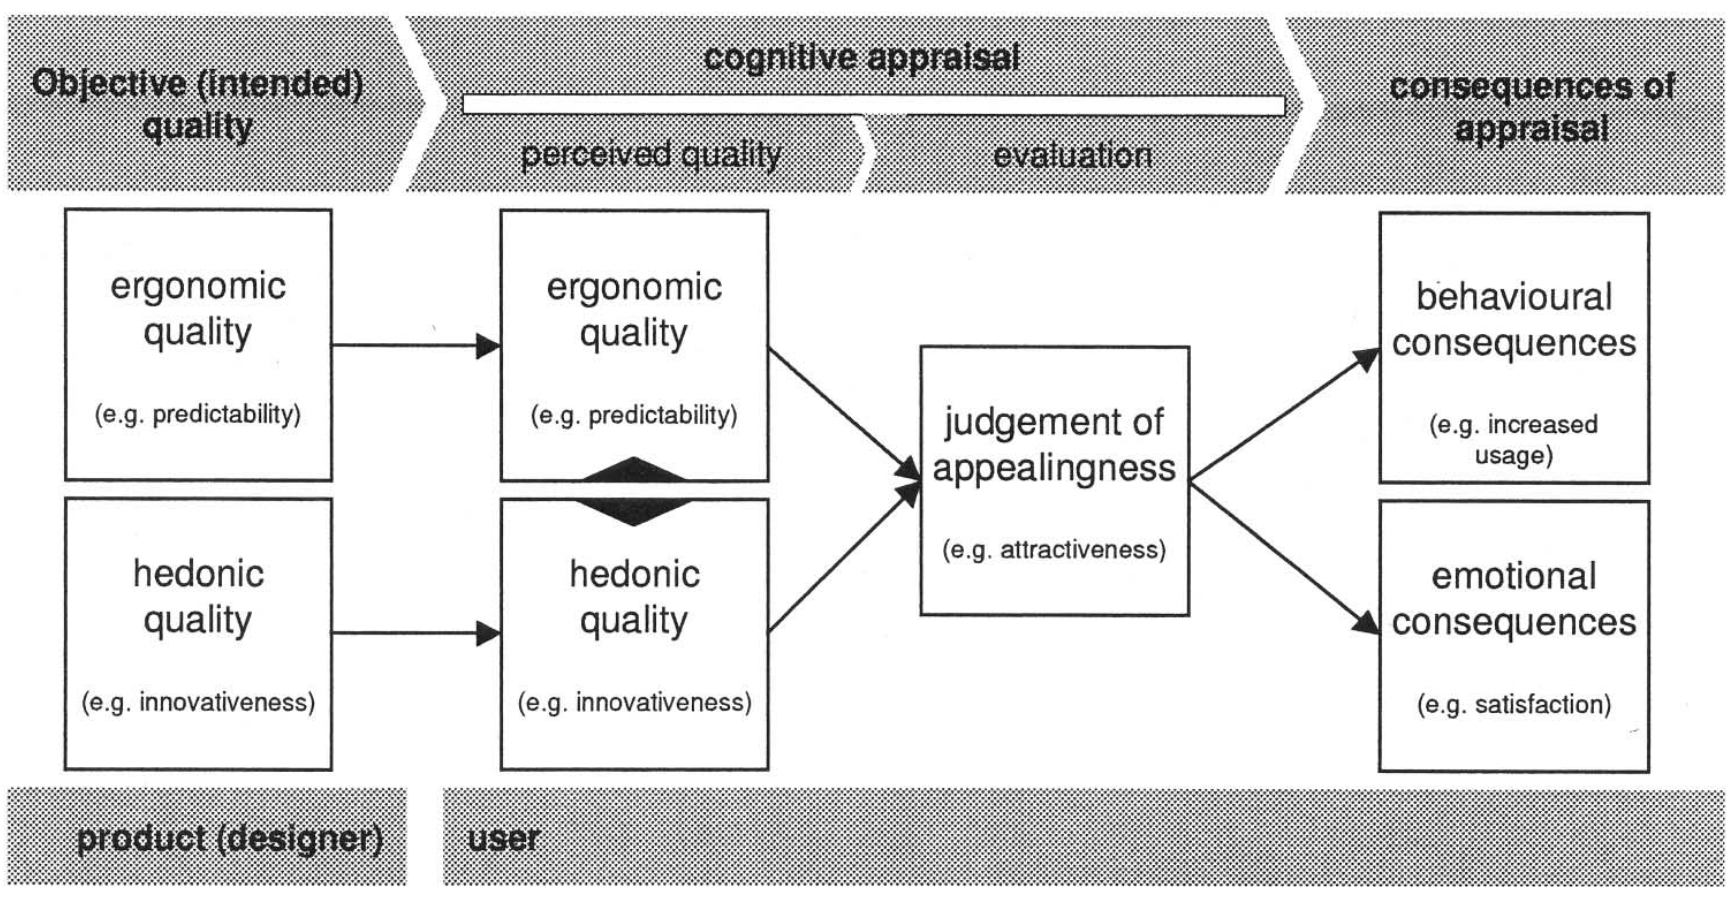 Objective (intended)
quality
cognitive appraisal
perceived quality
evaluation
consequences of
appraisal
ergonomic
quality
(e.g. predictability)
ergonomic
quality
(e.g. predictability)
hedonic
quality
(e.g. innovativeness)
hedonic
quality
(e.g. innovativeness)
judgement of
appealingness
(e.g. attractiveness)
behavioural
consequences
(e.g. increased
usage)
emotional
consequences
(e.g. satisfaction)
product (designer)
user